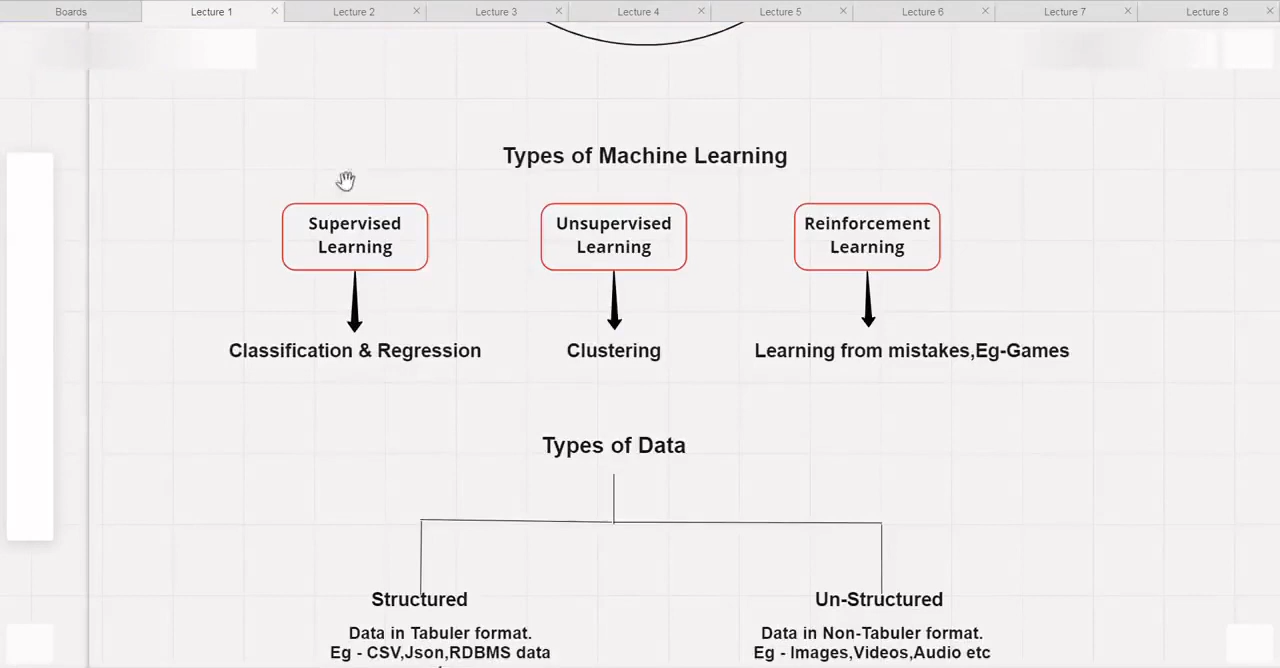 Boards Lecture 1 Lecture 2 Lecture 3 Lecture 4 Lecture 5 Lecture 6 Lecture 7 Lecture 8
Types of Machine Learning
Supervised
Learning
Unsupervised
Learning
Reinforcement
Learning
Classification & Regression
Clustering
Learning from mistakes,Eg-Games
Types of Data
Structured
Data in Tabuler format.
Eg - CSV,Json,RDBMS data
Un-Structured
Data in Non-Tabuler format.
Eg - Images,Videos,Audio etc